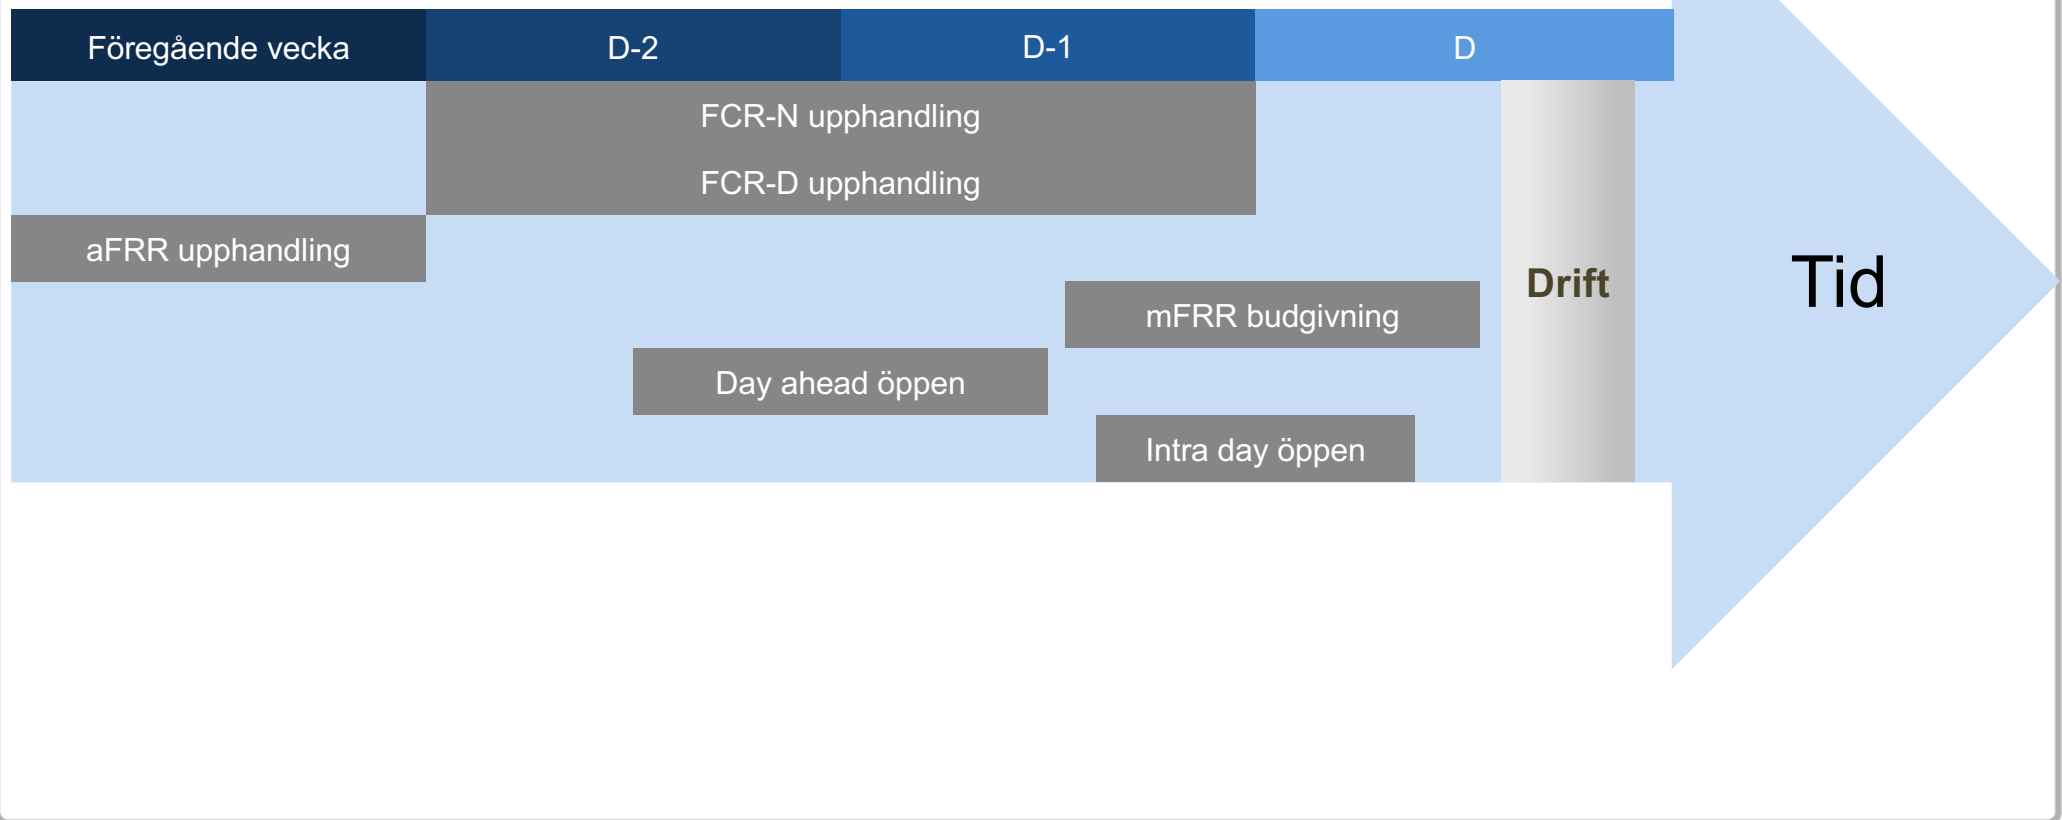 Föregående vecka
D-2
D-1
D
FCR-N upphandling
FCR-D upphandling
aFRR upphandling
mFRR budgivning
Day ahead öppen
Intra day öppen
Drift
Tid